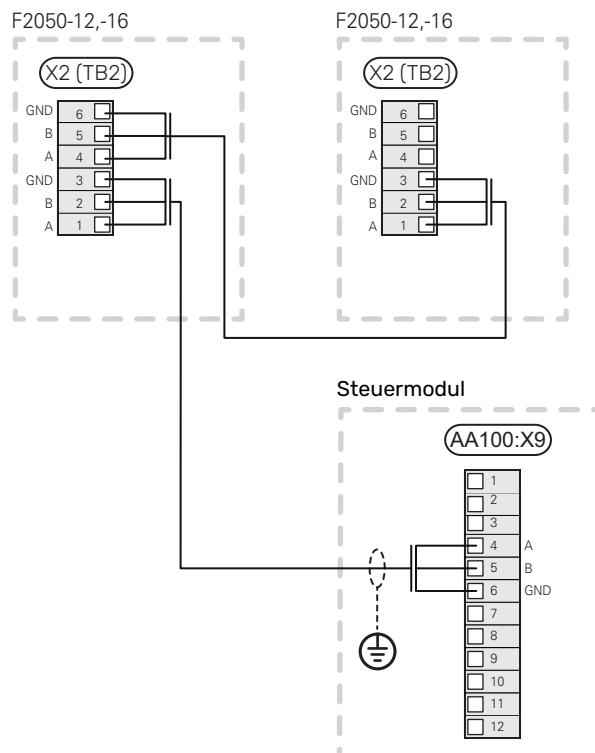 F2050-12,-16
X2 (TB2)
GND 6
B 5
A 4
GND 3
B 2
A 1
F2050-12,-16
X2 (TB2)
GND 6
B 5
A 4
GND 3
B 2
A 1
Steuermodul
AA100:X9
1
2
3
4 A
5 B
6 GND
7
8
9
10
11
12